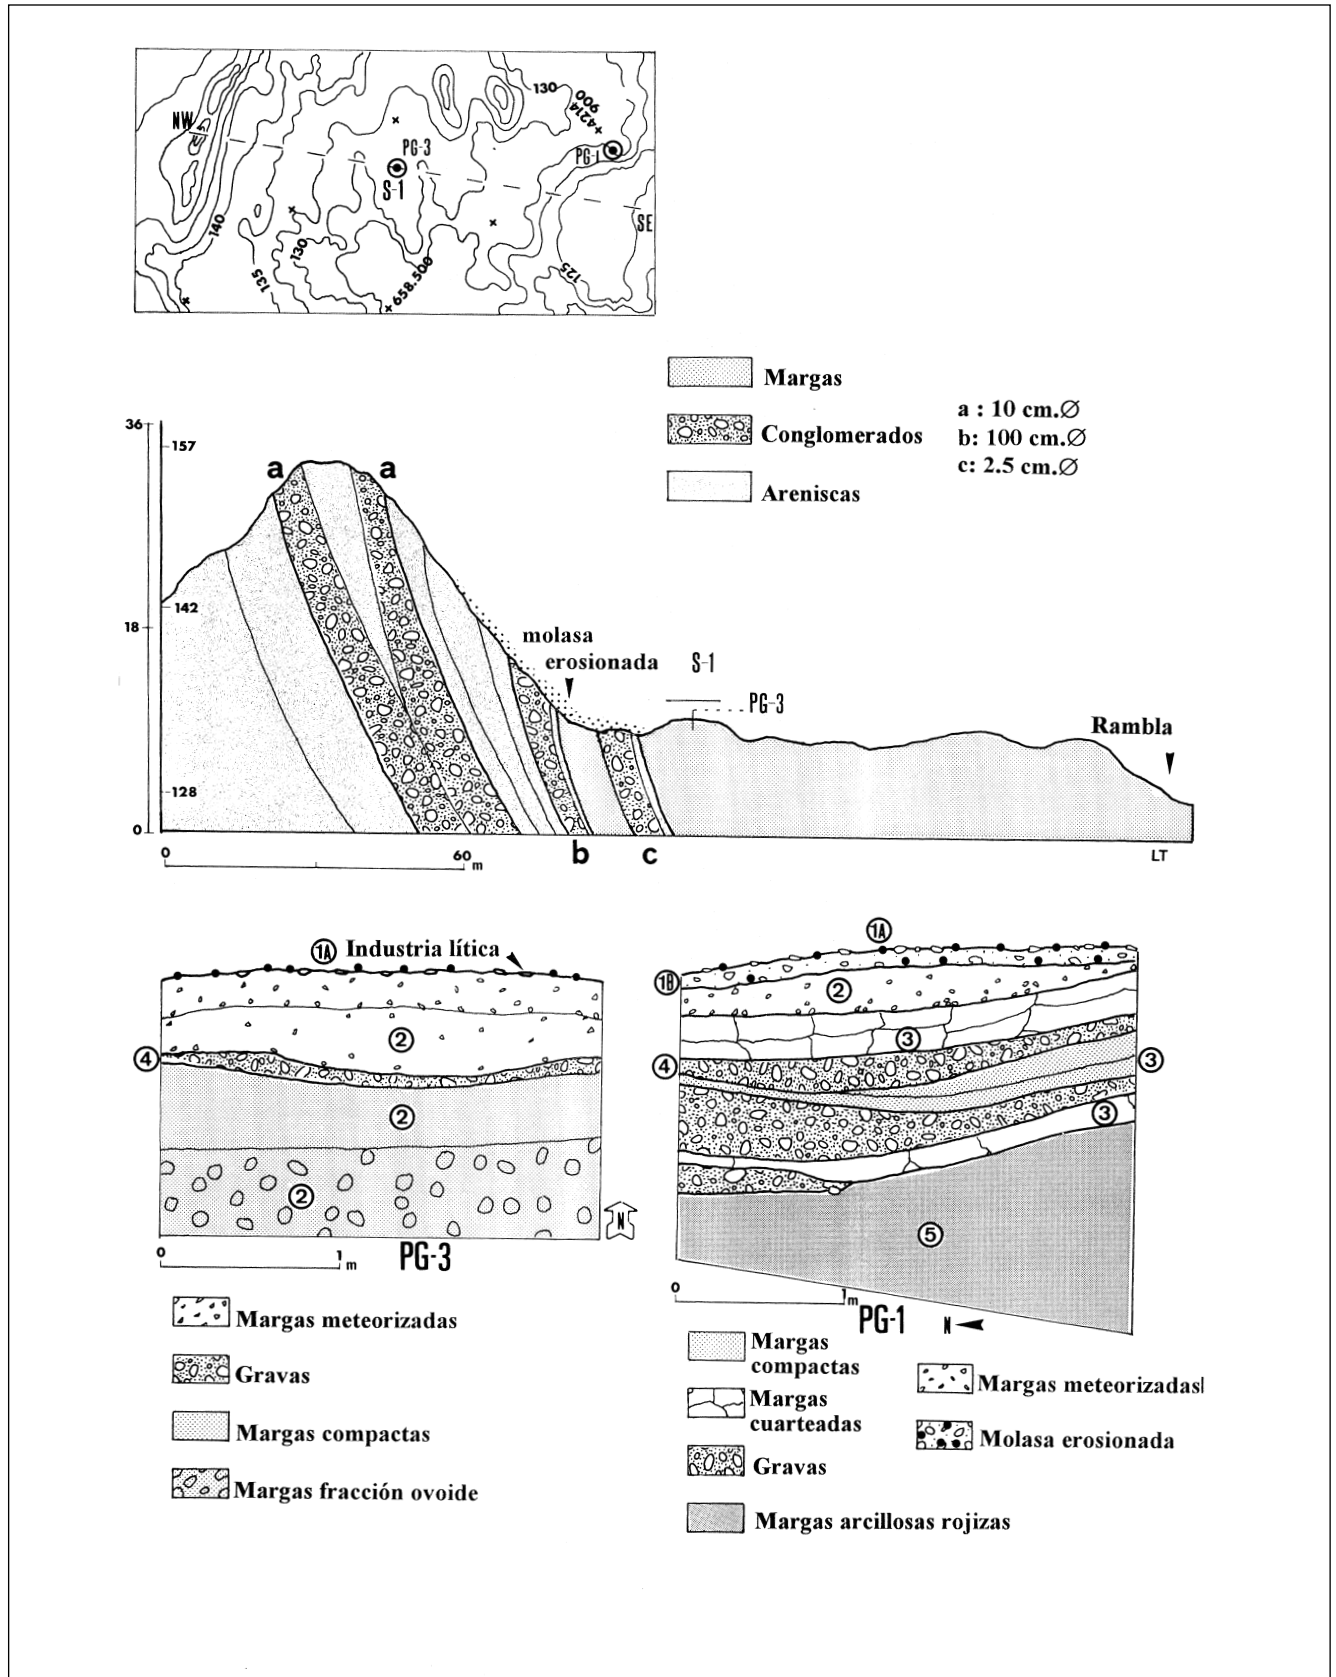 NW
130
900
+4214
PG-3
PG-1
S-1
SE
140
130
135
658.500
125
Margas
Conglomerados
Areniscas
a : 10 cm.Ø
b: 100 cm.Ø
c: 2.5 cm.Ø
36
157
a
a
142
18
molasa
erosionada
S-1
PG-3
Rambla
128
0
0
60 m
b
c
LT
1A
Industria lítica
2
4
2
2
N
0
1 m
PG-3
1A
1B
2
3
4
3
3
5
0
1m
PG-1
N
Margas meteorizadas
Gravas
Margas compactas
Margas fracción ovoide
Margas
compactas
Margas
cuarteadas
Gravas
Margas arcillosas rojizas
Margas meteorizadas
Molasa erosionada